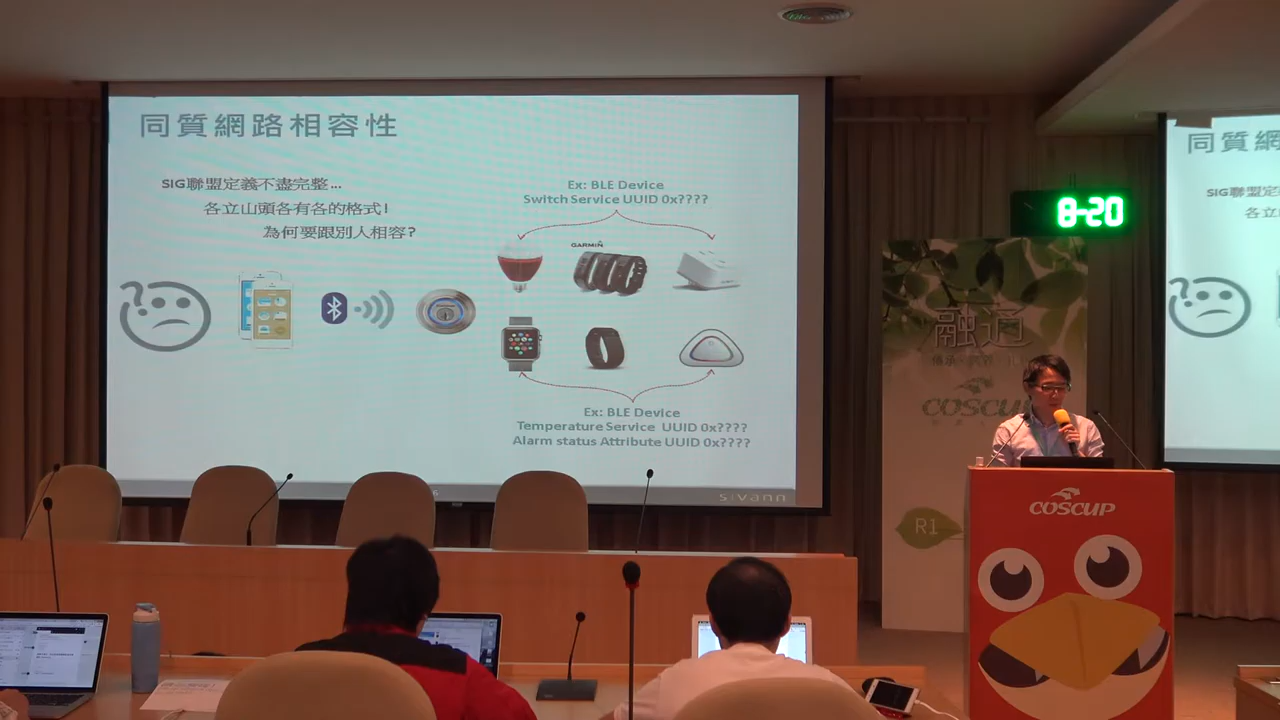 同質網路相容性
SIG聯盟定義不盡完整...
各立山頭各有各的格式!
為何要跟別人相容?
Ex: BLE Device
Switch Service UUID 0x????
GARMIN
Ex: BLE Device
Temperature Service UUID 0x????
Alarm status Attribute UUID 0x????
sivann
8-20
同質網
SIG聯盟定
各立
融通
COSCUP
R1
COSCUP